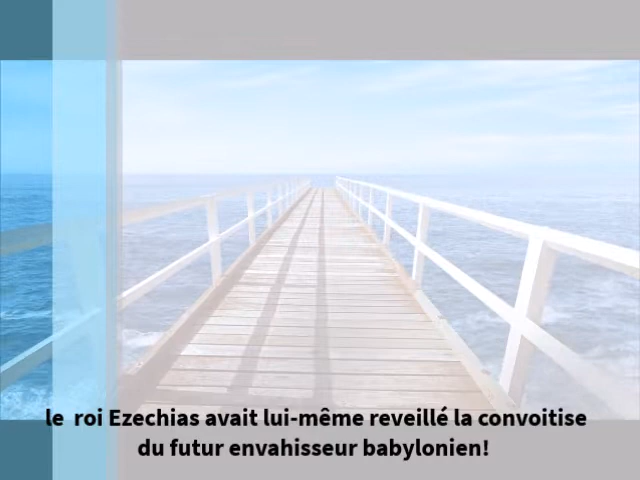 le roi Ezechias avait lui-même reveillé la convoitise
du futur envahisseur babylonien!